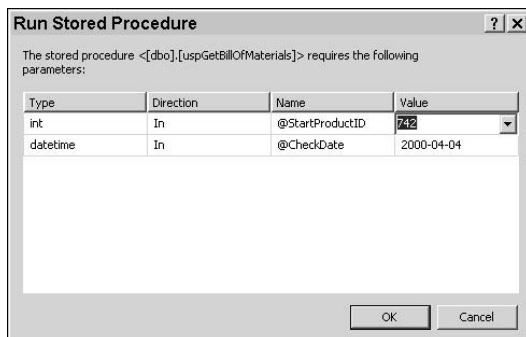 Run Stored Procedure
? X
The stored procedure <[dbo].[uspGetBillOfMaterials]> requires the following
parameters:
Type Direction Name Value
int In @StartProductID 742
datetime In @CheckDate 2000-04-04
OK Cancel